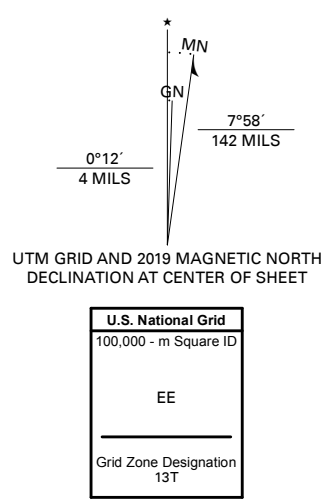 ★
MN
GN
7°58´
142 MILS
0°12´
4 MILS
UTM GRID AND 2019 MAGNETIC NORTH
DECLINATION AT CENTER OF SHEET
U.S. National Grid
100,000 - m Square ID
EE
Grid Zone Designation
13T